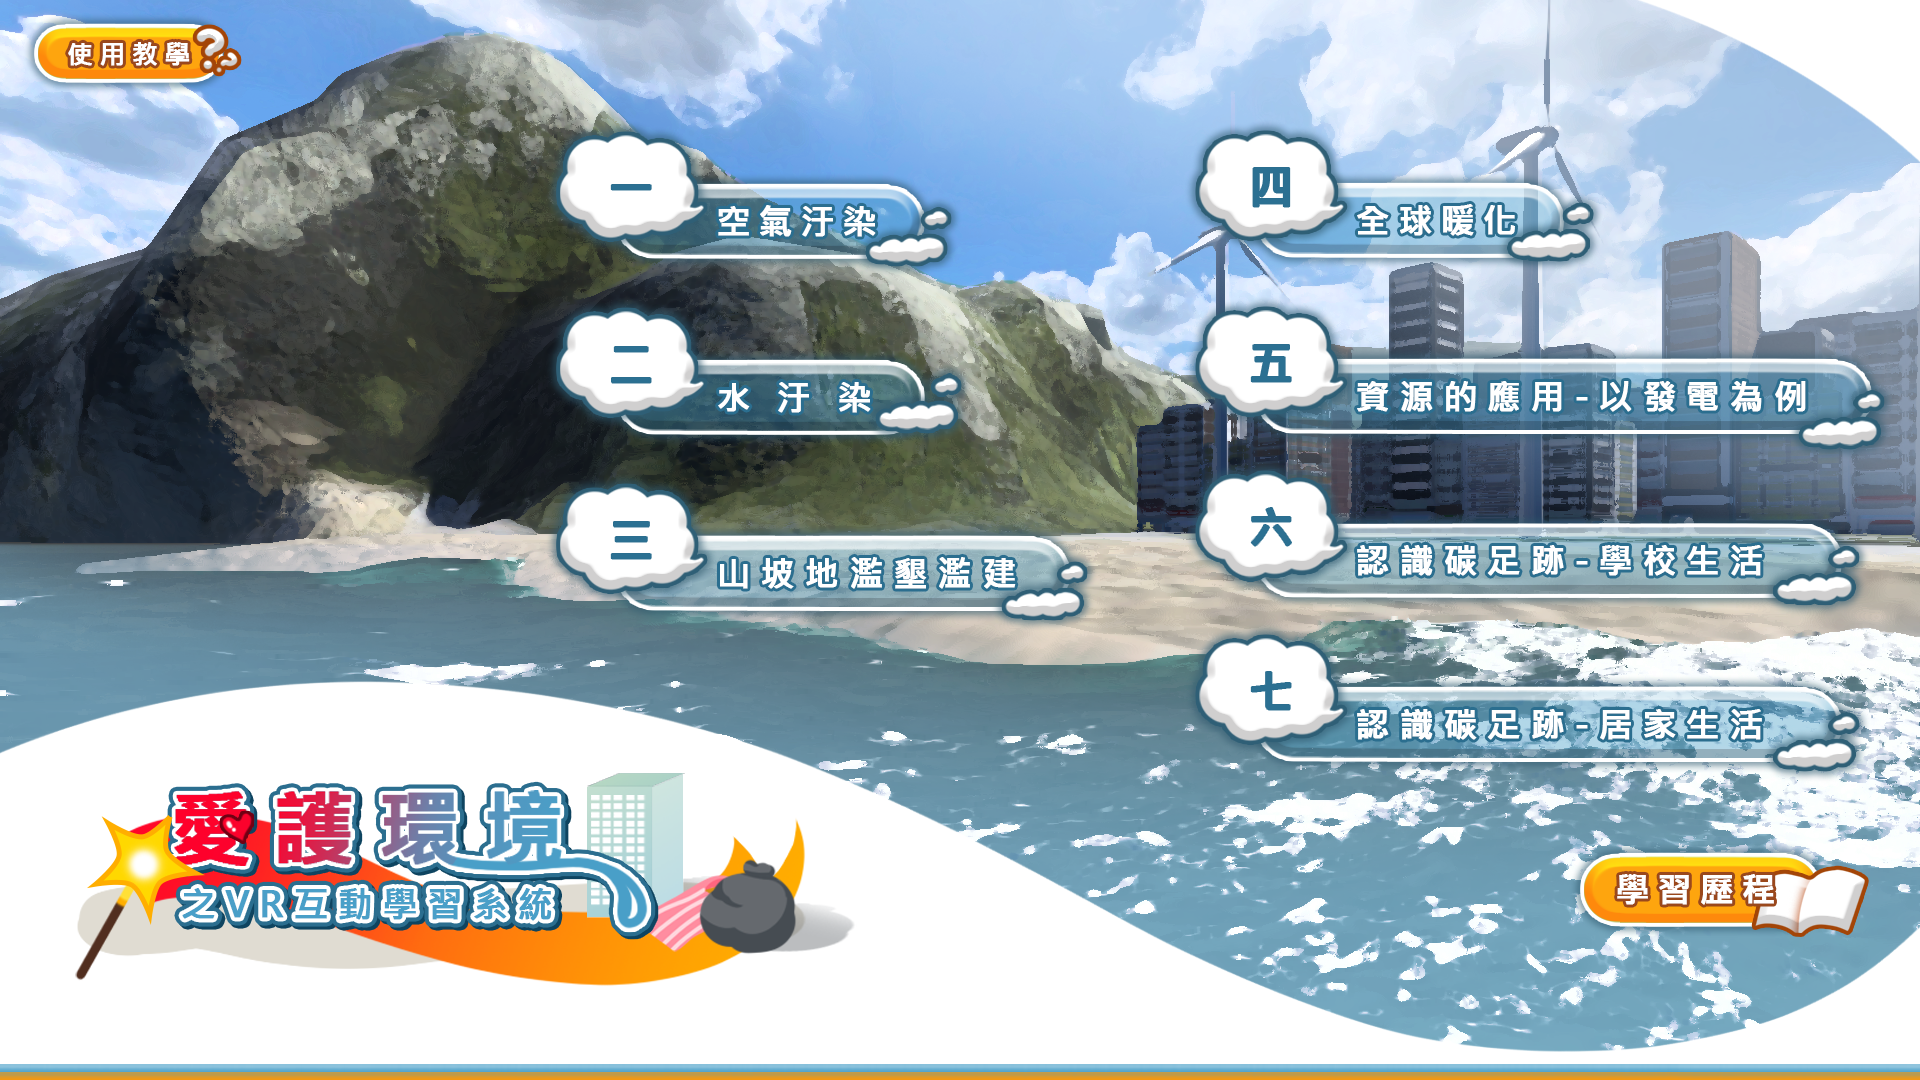 使用教學
一
空氣汙染
二
水汙染
三
山坡地濫墾濫建
四
全球暖化
五
資源的應用-以發電為例
六
認識碳足跡-學校生活
七
認識碳足跡-居家生活
愛護環境
之VR互動學習系統
學習歷程